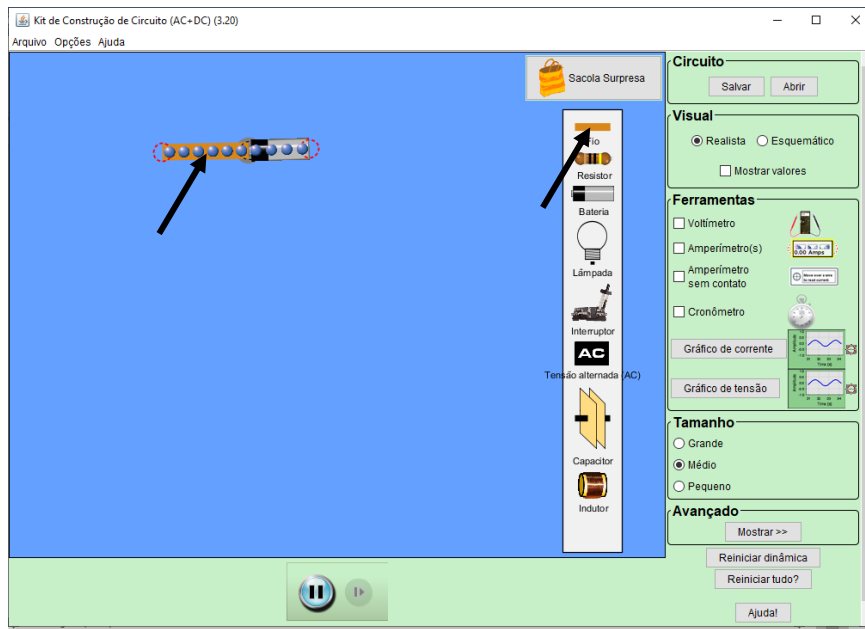 Kit de Construção de Circuito (AC+DC) (3.20)
Arquivo Opções Ajuda
Sacola Surpresa
Fio
Resistor
Bateria
Lâmpada
Interruptor
AC
Tensão alternada (AC)
Capacitor
Indutor
Circuito
Salvar Abrir
Visual
Realista Esquemático
Mostrar valores
Ferramentas
Voltímetro
Amperímetro(s)
0.00 Amps
Amperímetro
sem contato
Cronômetro
Gráfico de corrente
Gráfico de tensão
Tamanho
Grande
Médio
Pequeno
Avançado
Mostrar >>
Reiniciar dinâmica
Reiniciar tudo?
Ajuda!